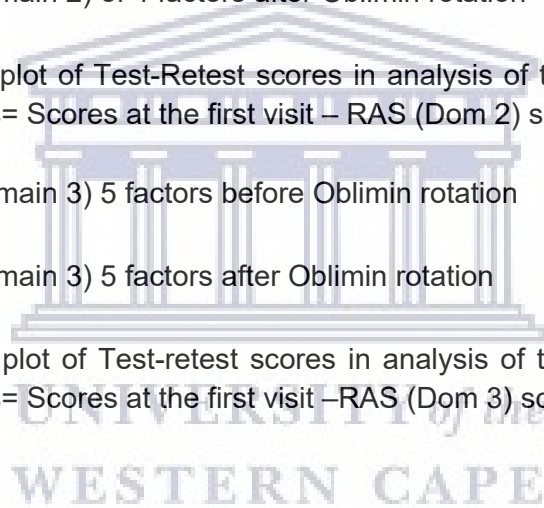 main 2) of 4 factors after Oblimin rotation
plot of Test-Retest scores in analysis of t
= Scores at the first visit – RAS (Dom 2) s
main 3) 5 factors before Oblimin rotation
main 3) 5 factors after Oblimin rotation
plot of Test-retest scores in analysis of t
= Scores at the first visit –RAS (Dom 3) sc
UNIVERSITY of the
WESTERN CAPE